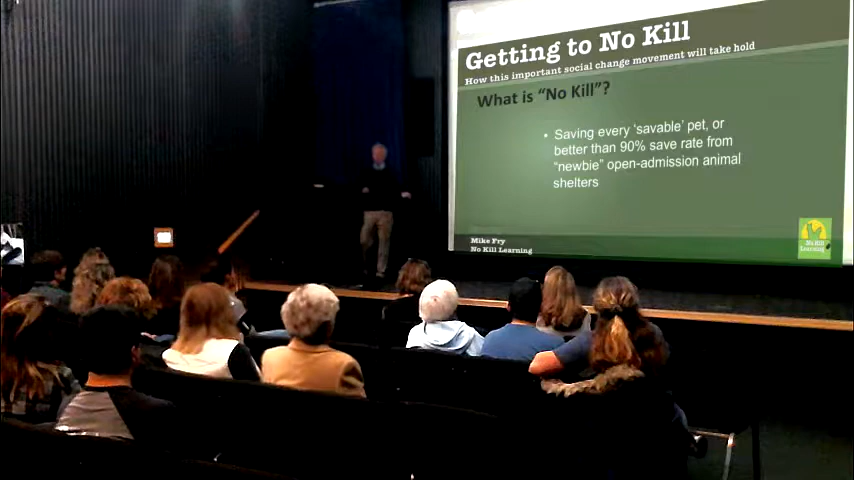 Getting to No Kill
How this important social change movement will take hold
What is "No Kill"?
• Saving every 'savable' pet, or
better than 90% save rate from
"newbie" open-admission animal
shelters
Mike Fry
No Kill Learning
No Kill
Learning